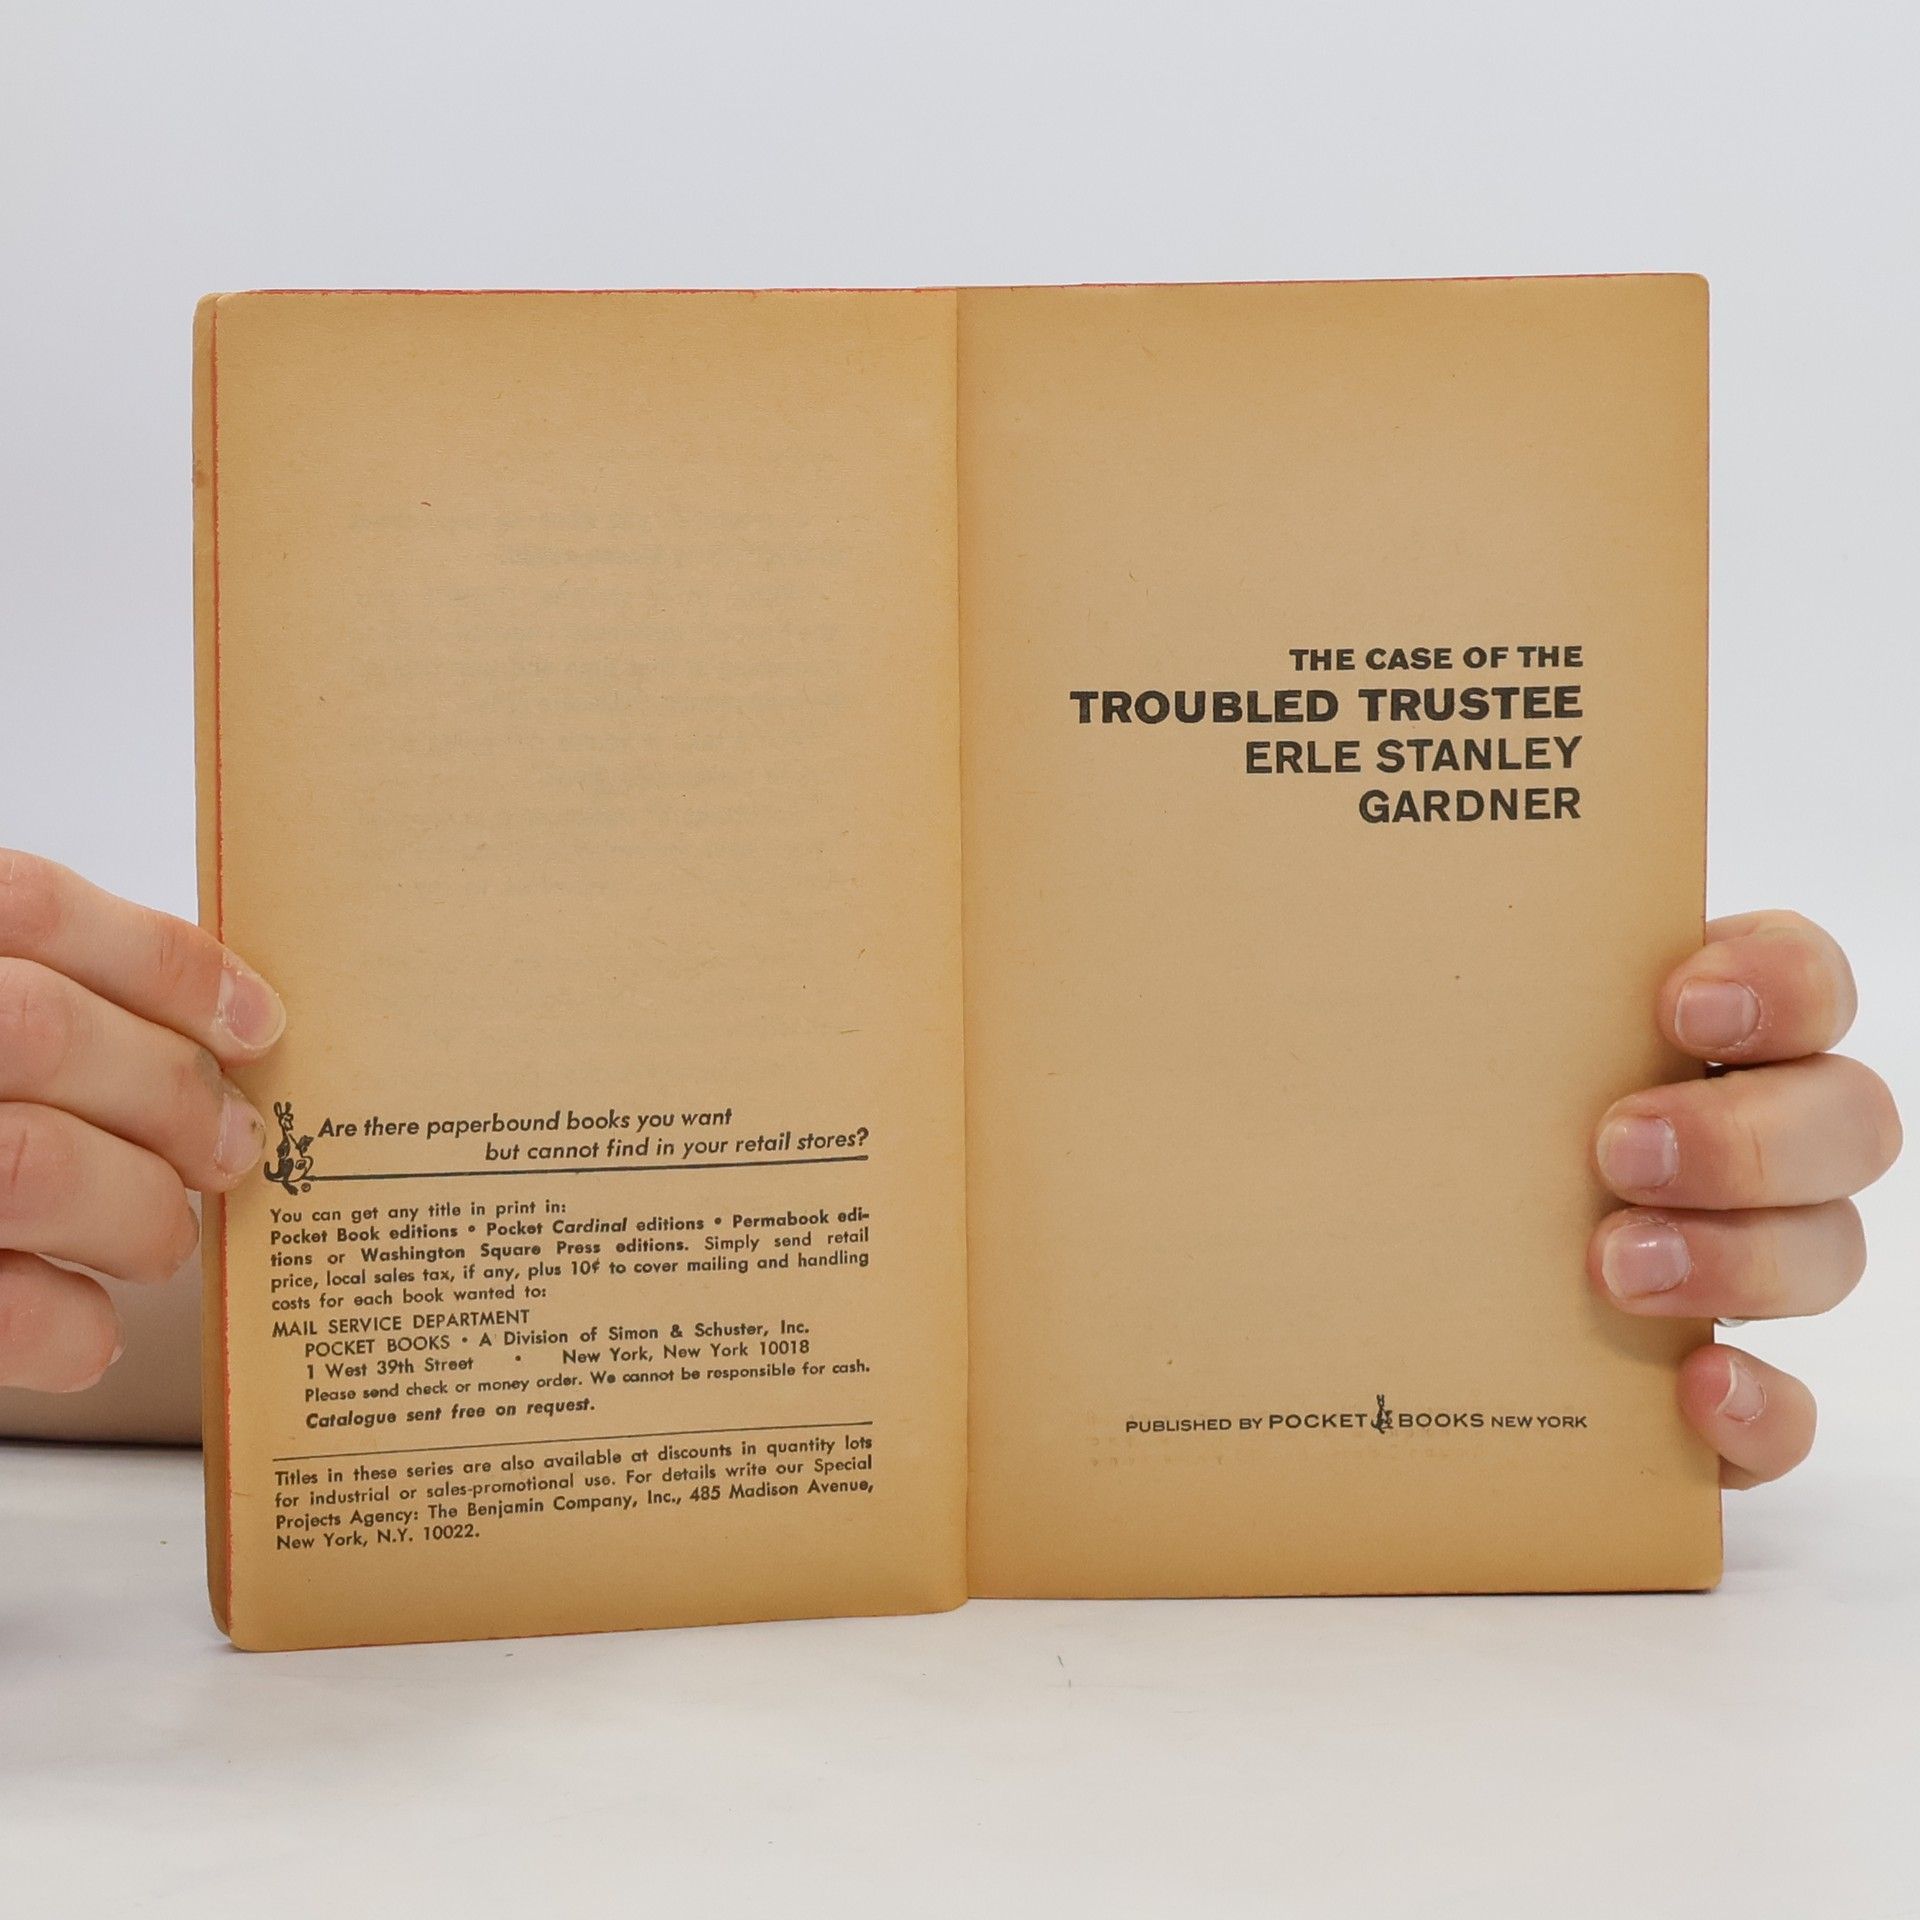 Are there paperbound books you want
but cannot find in your retail stores?
You can get any title in print in:
Pocket Book editions • Pocket Cardinal editions • Permabook edi-
tions or Washington Square Press editions. Simply send retail
price, local sales tax, if any, plus 10¢ to cover mailing and handling
costs for each book wanted to:
MAIL SERVICE DEPARTMENT
POCKET BOOKS • A Division of Simon & Schuster, Inc.
1 West 39th Street • New York, New York 10018
Please send check or money order. We cannot be responsible for cash.
Catalogue sent free on request.
Titles in these series are also available at discounts in quantity lots
for industrial or sales-promotional use. For details write our Special
Projects Agency: The Benjamin Company, Inc., 485 Madison Avenue,
New York, N.Y. 10022.
THE CASE OF THE
TROUBLED TRUSTEE
ERLE STANLEY
GARDNER
PUBLISHED BY POCKET BOOKS NEW YORK